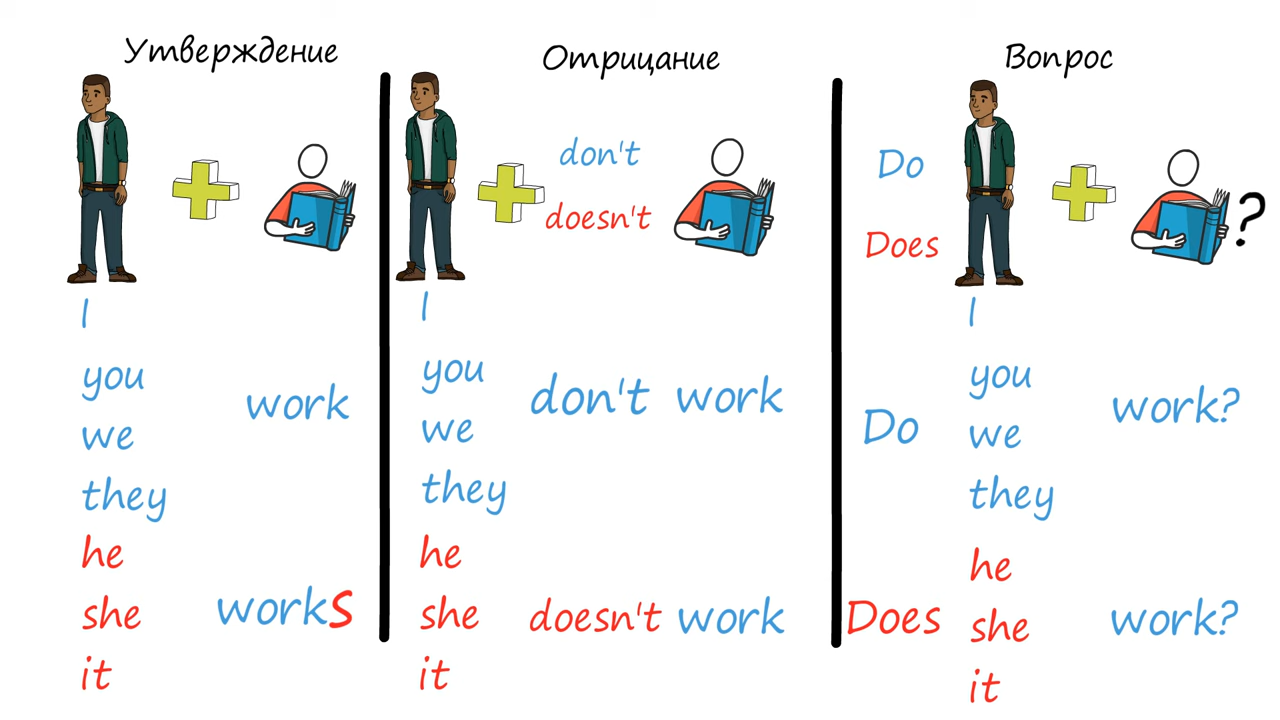 Утверждение
I
you
we
they
work
he
she
it
works
Отрицание
don't
doesn't
I
you
we
they
don't work
he
she
it
doesn't work
Вопрос
Do
Does
?
Do
I
you
we
they
work?
Does
he
she
it
work?